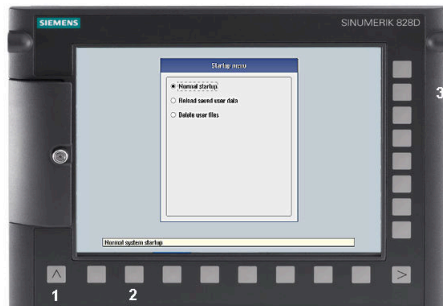 SIEMENS
SINUMERIK 828D
Startup menu
Normal startup
Reload saved user data
Delete user files
3
Normal system startup
1
2